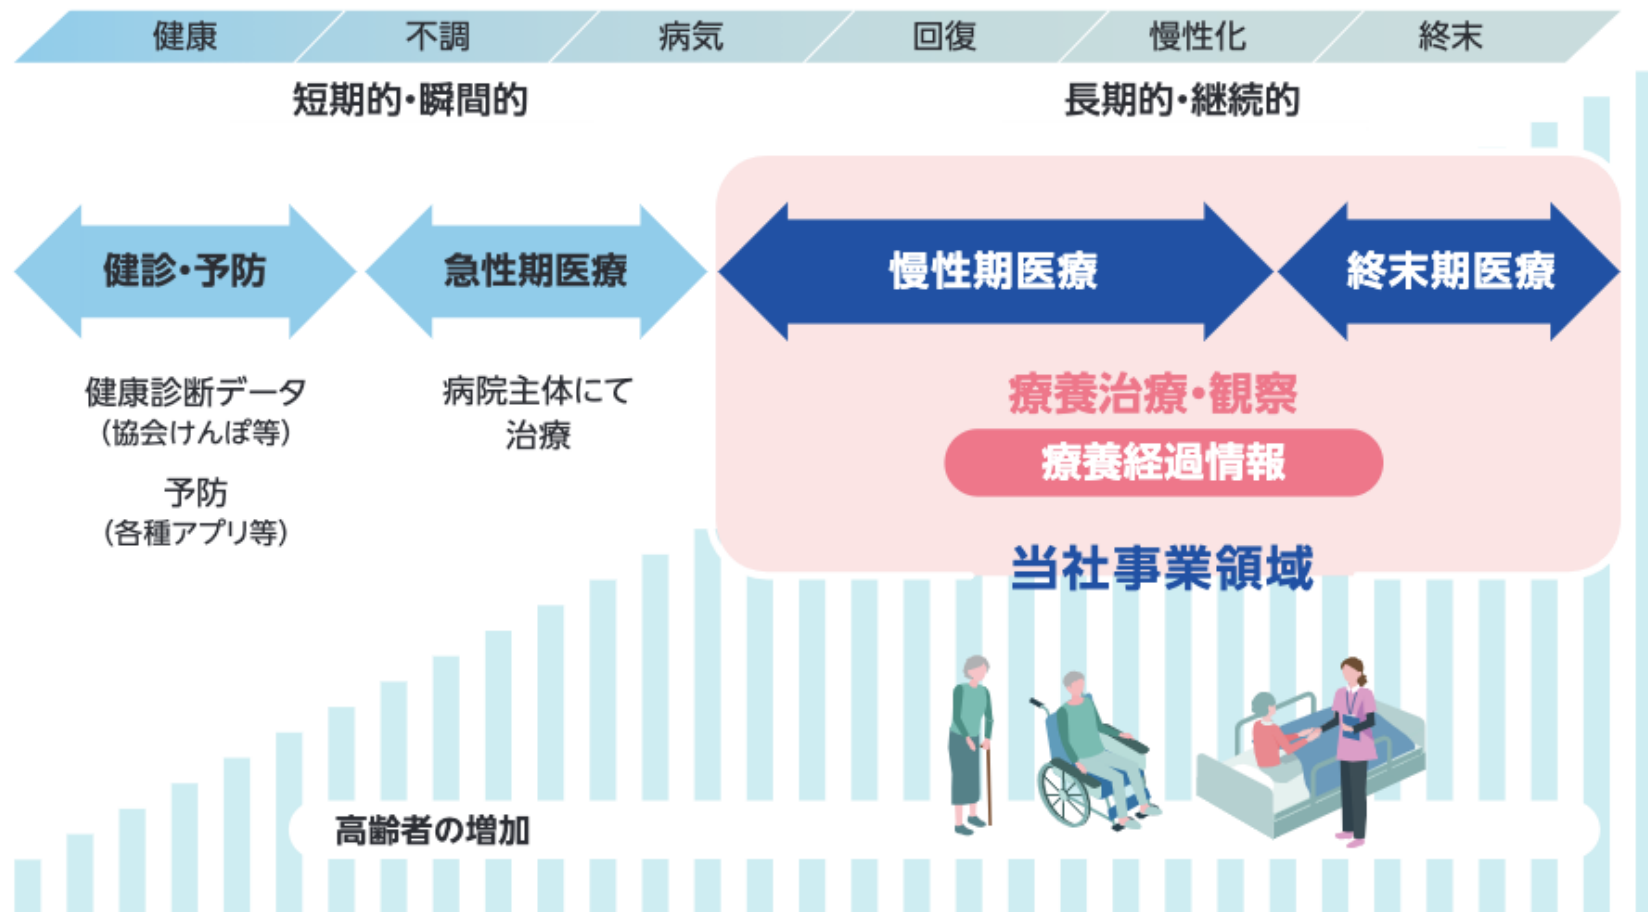 健康
不調
病気
回復
慢性化
終末
短期的・瞬間的
長期的・継続的
健診・予防
急性期医療
慢性期医療
終末期医療
健康診断データ
（協会けんぽ等）
予防
（各種アプリ等）
病院主体にて
治療
療養治療・観察
療養経過情報
当社事業領域
高齢者の増加